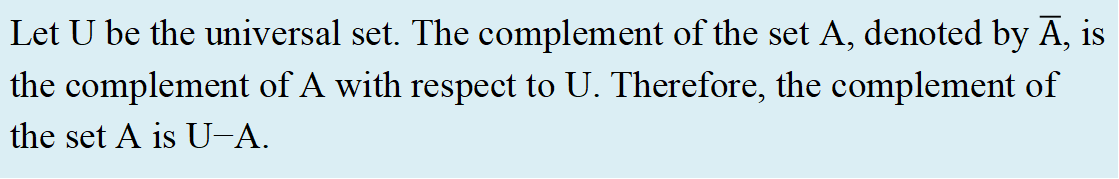 Let U be the universal set. The complement of the set A, denoted by A̅, is
the complement of A with respect to U. Therefore, the complement of
the set A is U−A.